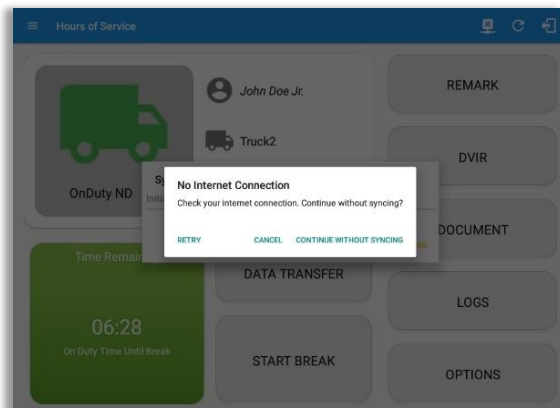 Hours of Service
John Doe Jr.
Truck2
OnDuty ND
REMARK
DVIR
DOCUMENT
LOGS
OPTIONS
No Internet Connection
Check your internet connection. Continue without syncing?
RETRY
CANCEL
CONTINUE WITHOUT SYNCING
06:28
On Duty Time Until Break
DATA TRANSFER
START BREAK